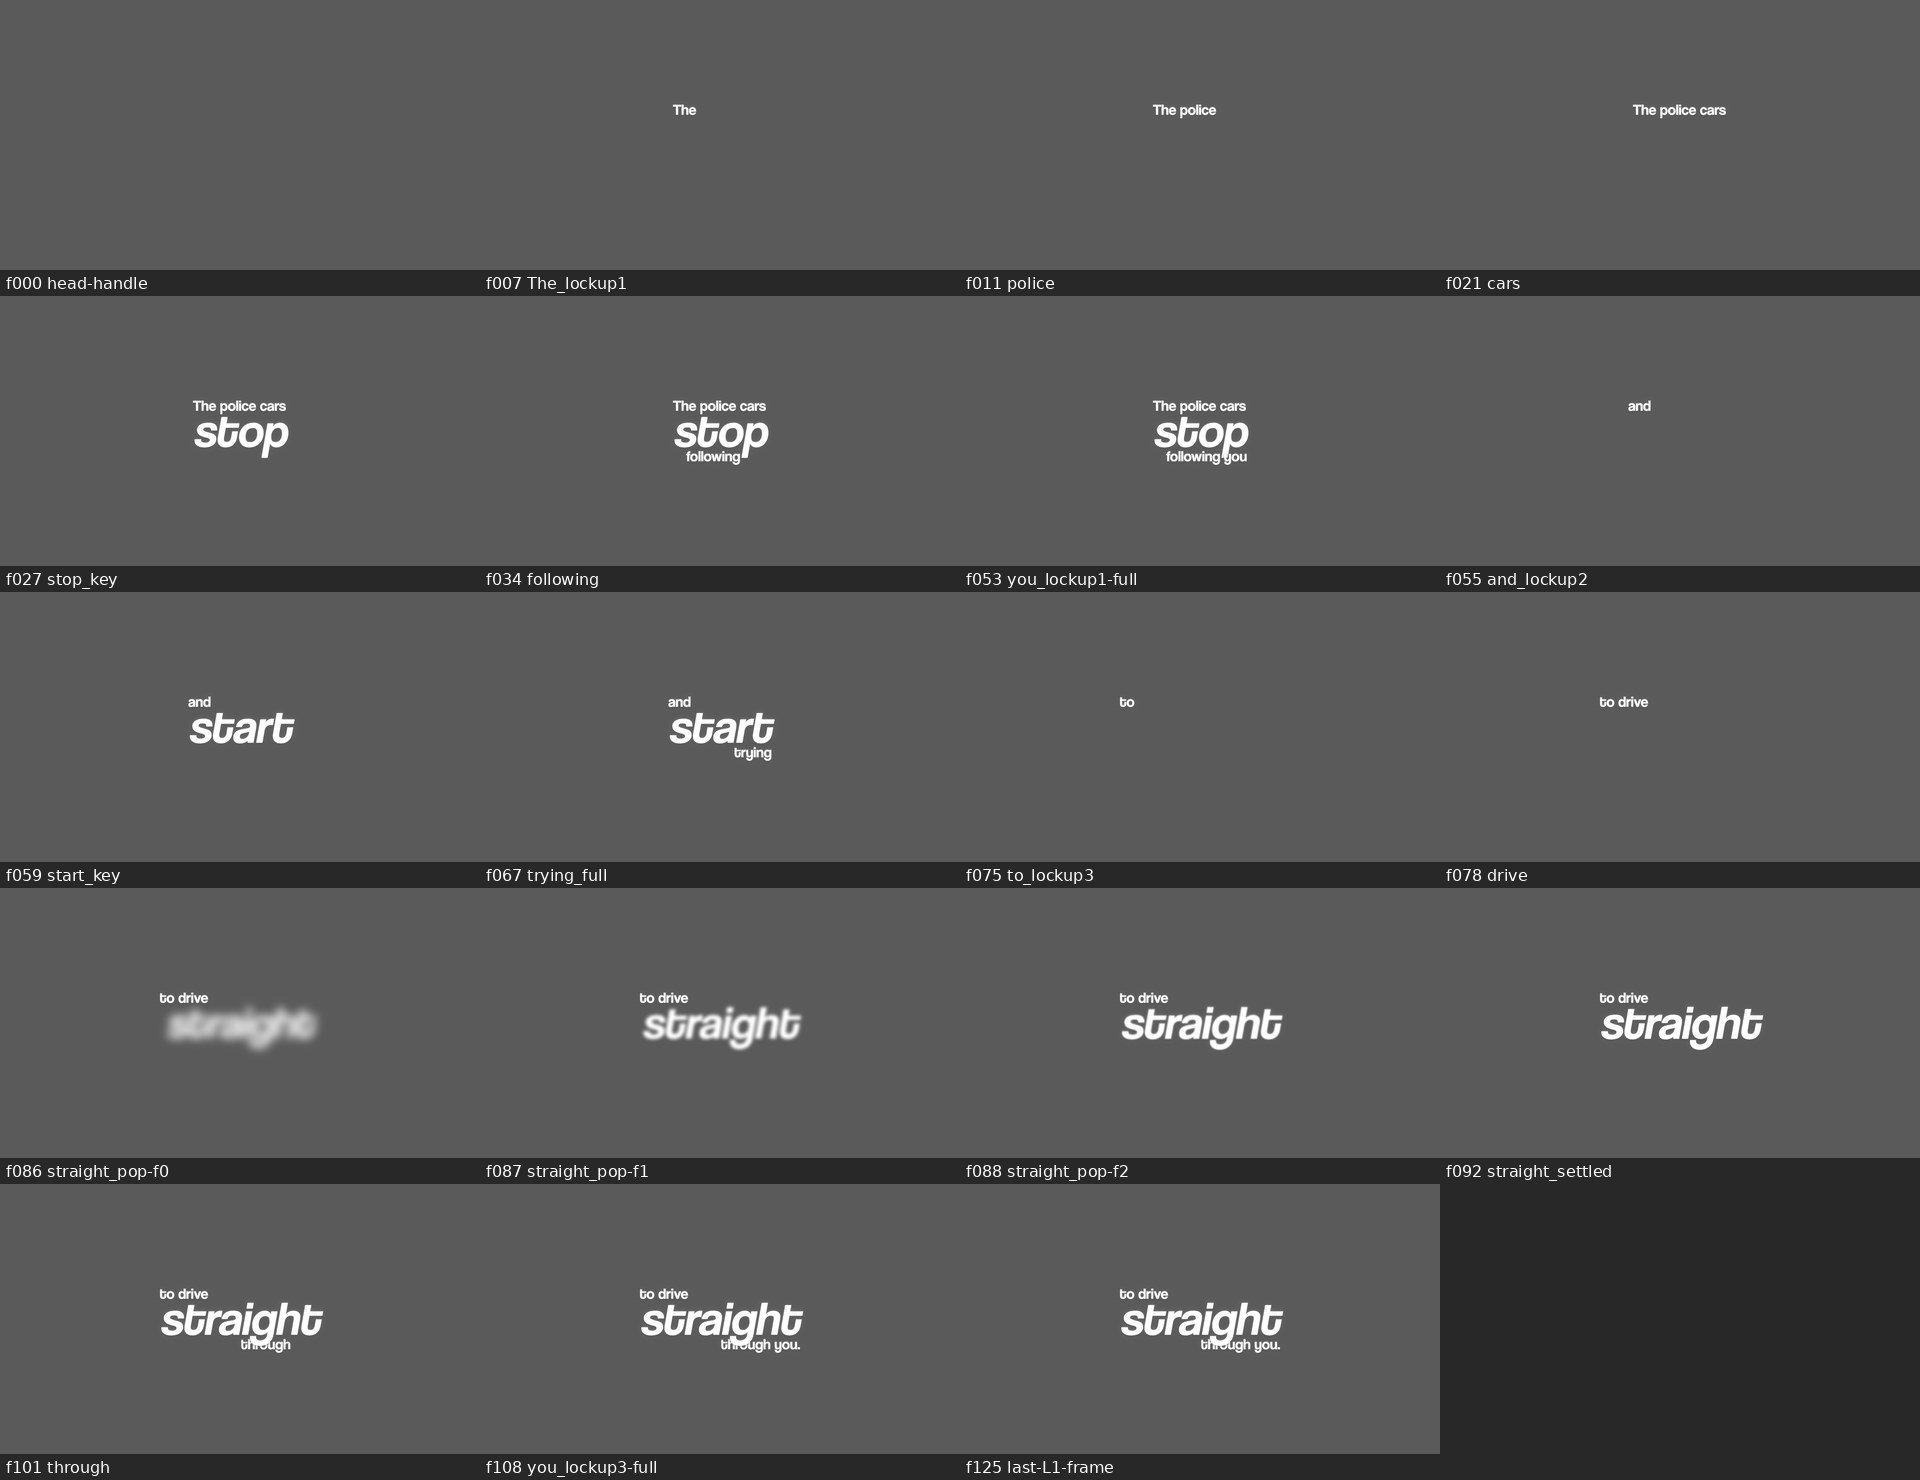 The
The police
The police cars
f000 head-handle
f007 The_lockup1
f011 police
f021 cars
The police cars
stop
The police cars
stop
following
The police cars
stop
following you
and
f027 stop_key
f034 following
f053 you_lockup1-full
f055 and_lockup2
and
start
and
start
trying
to
to drive
f059 start_key
f067 trying_full
f075 to_lockup3
f078 drive
to drive
straight
to drive
straight
to drive
straight
to drive
straight
f086 straight_pop-f0
f087 straight_pop-f1
f088 straight_pop-f2
f092 straight_settled
to drive
straight
through
to drive
straight
through you.
to drive
straight
through you.
f101 through
f108 you_lockup3-full
f125 last-L1-frame